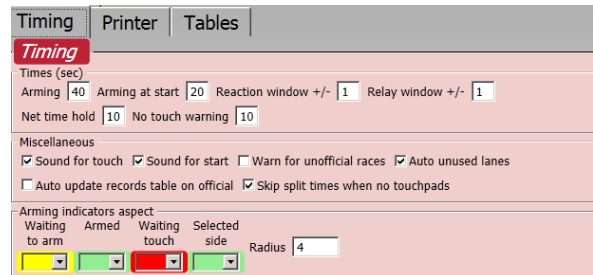 Timing Printer Tables
Timing
Times (sec)
Arming 40 Arming at start 20 Reaction window +/- 1 Relay window +/- 1
Net time hold 10 No touch warning 10
Miscellaneous
Sound for touch Sound for start Warn for unofficial races Auto unused lanes
Auto update records table on official Skip split times when no touchpads
Arming indicators aspect
Waiting Armed Waiting Selected
to arm touch side Radius 4